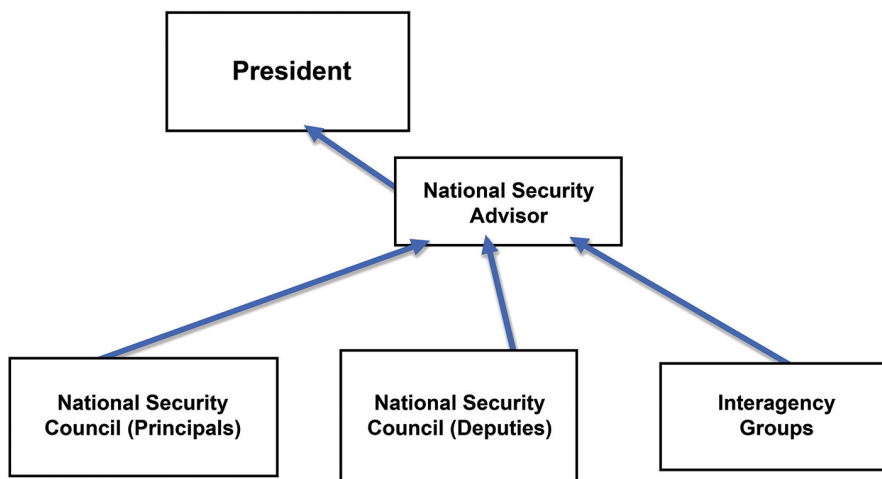 President
National Security
Advisor
National Security
Council (Principals)
National Security
Council (Deputies)
Interagency
Groups